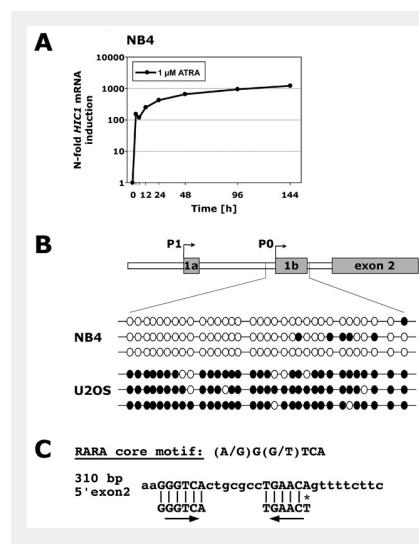 A
NB4
1 µM ATRA
N-fold HIC1 mRNA induction
10000
1000
100
10
1
0 12 24 48 96 144
Time [h]
B
P1 P0
1a 1b exon 2
NB4
U2OS
C
RARA core motif: (A/G)G(G/T)TCA
310 bp
5'exon2
aaGGGTCActgcgccTGAACAgttttcttc
*
GGGTCA TGAACT